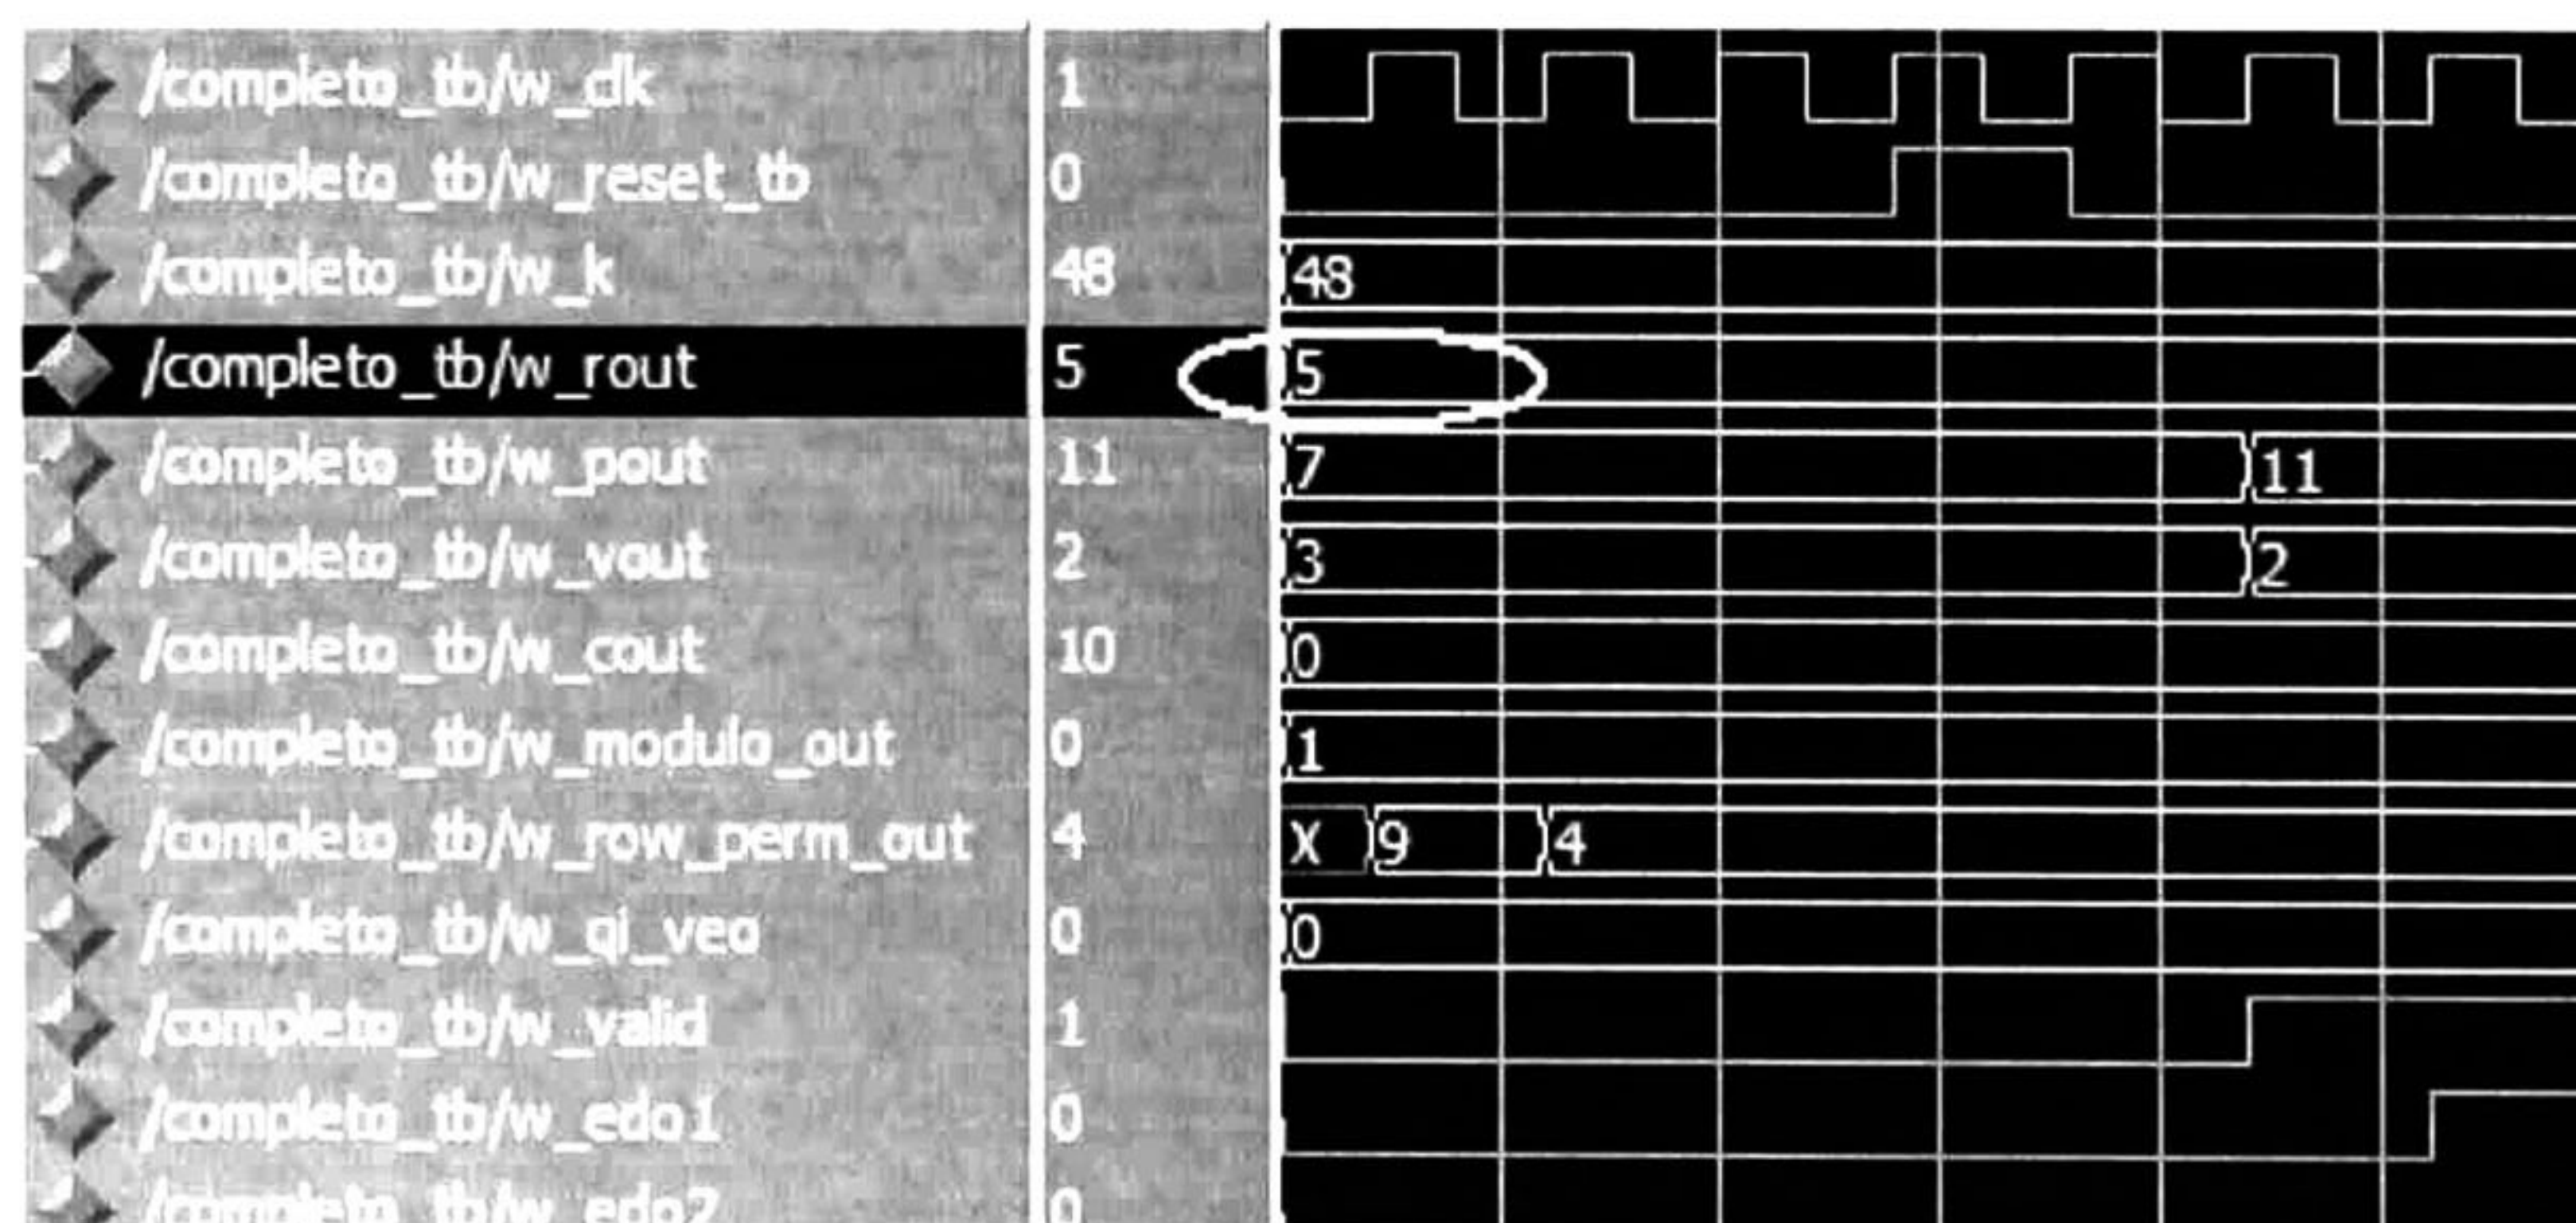 /completo_tb/w_clk 1
/completo_tb/w_reset_tb 0
/completo_tb/w_k 48 48
/completo_tb/w_rout 5 5
/completo_tb/w_pout 11 7 11
/completo_tb/w_vout 2 3 2
/completo_tb/w_cout 10 0
/completo_tb/w_modulo_out 0 1
/completo_tb/w_row_perm_out 4 X 9 4
/completo_tb/w_qi_veo 0 0
/completo_tb/w_valid 1
/completo_tb/w_edo1 0
/completo_tb/w_edo2 0